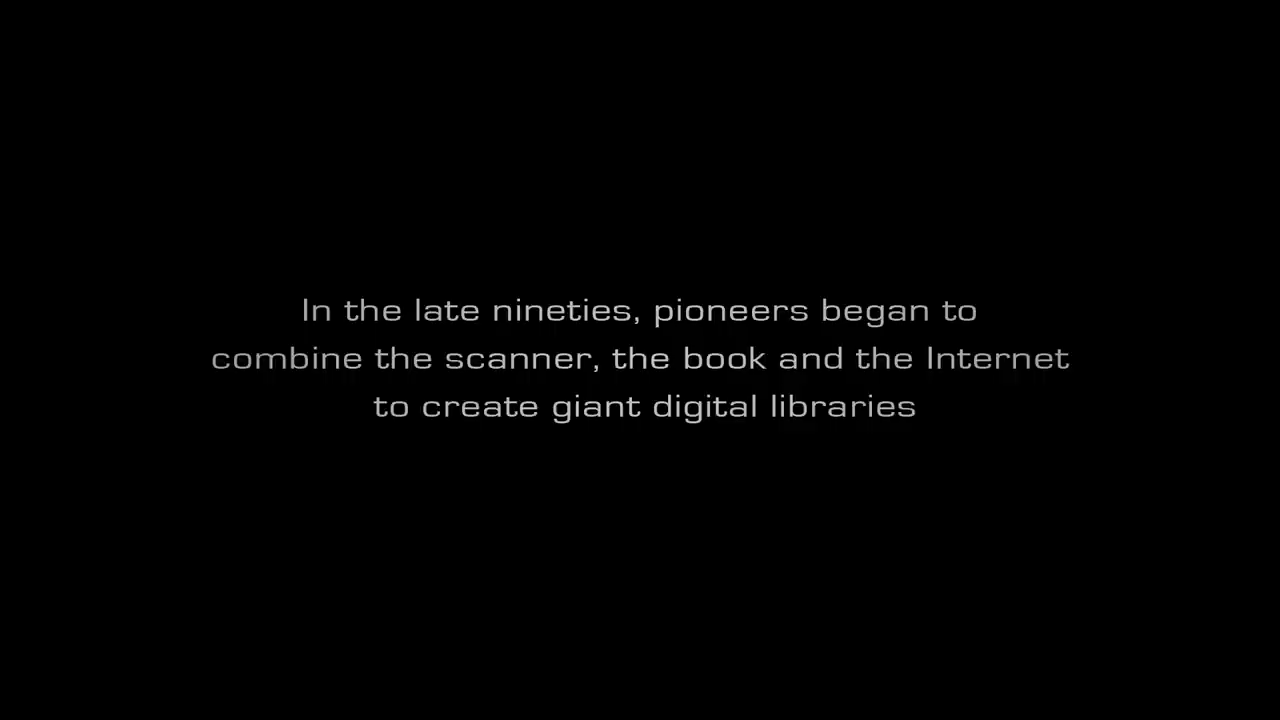 In the late nineties, pioneers began to
combine the scanner, the book and the Internet
to create giant digital libraries